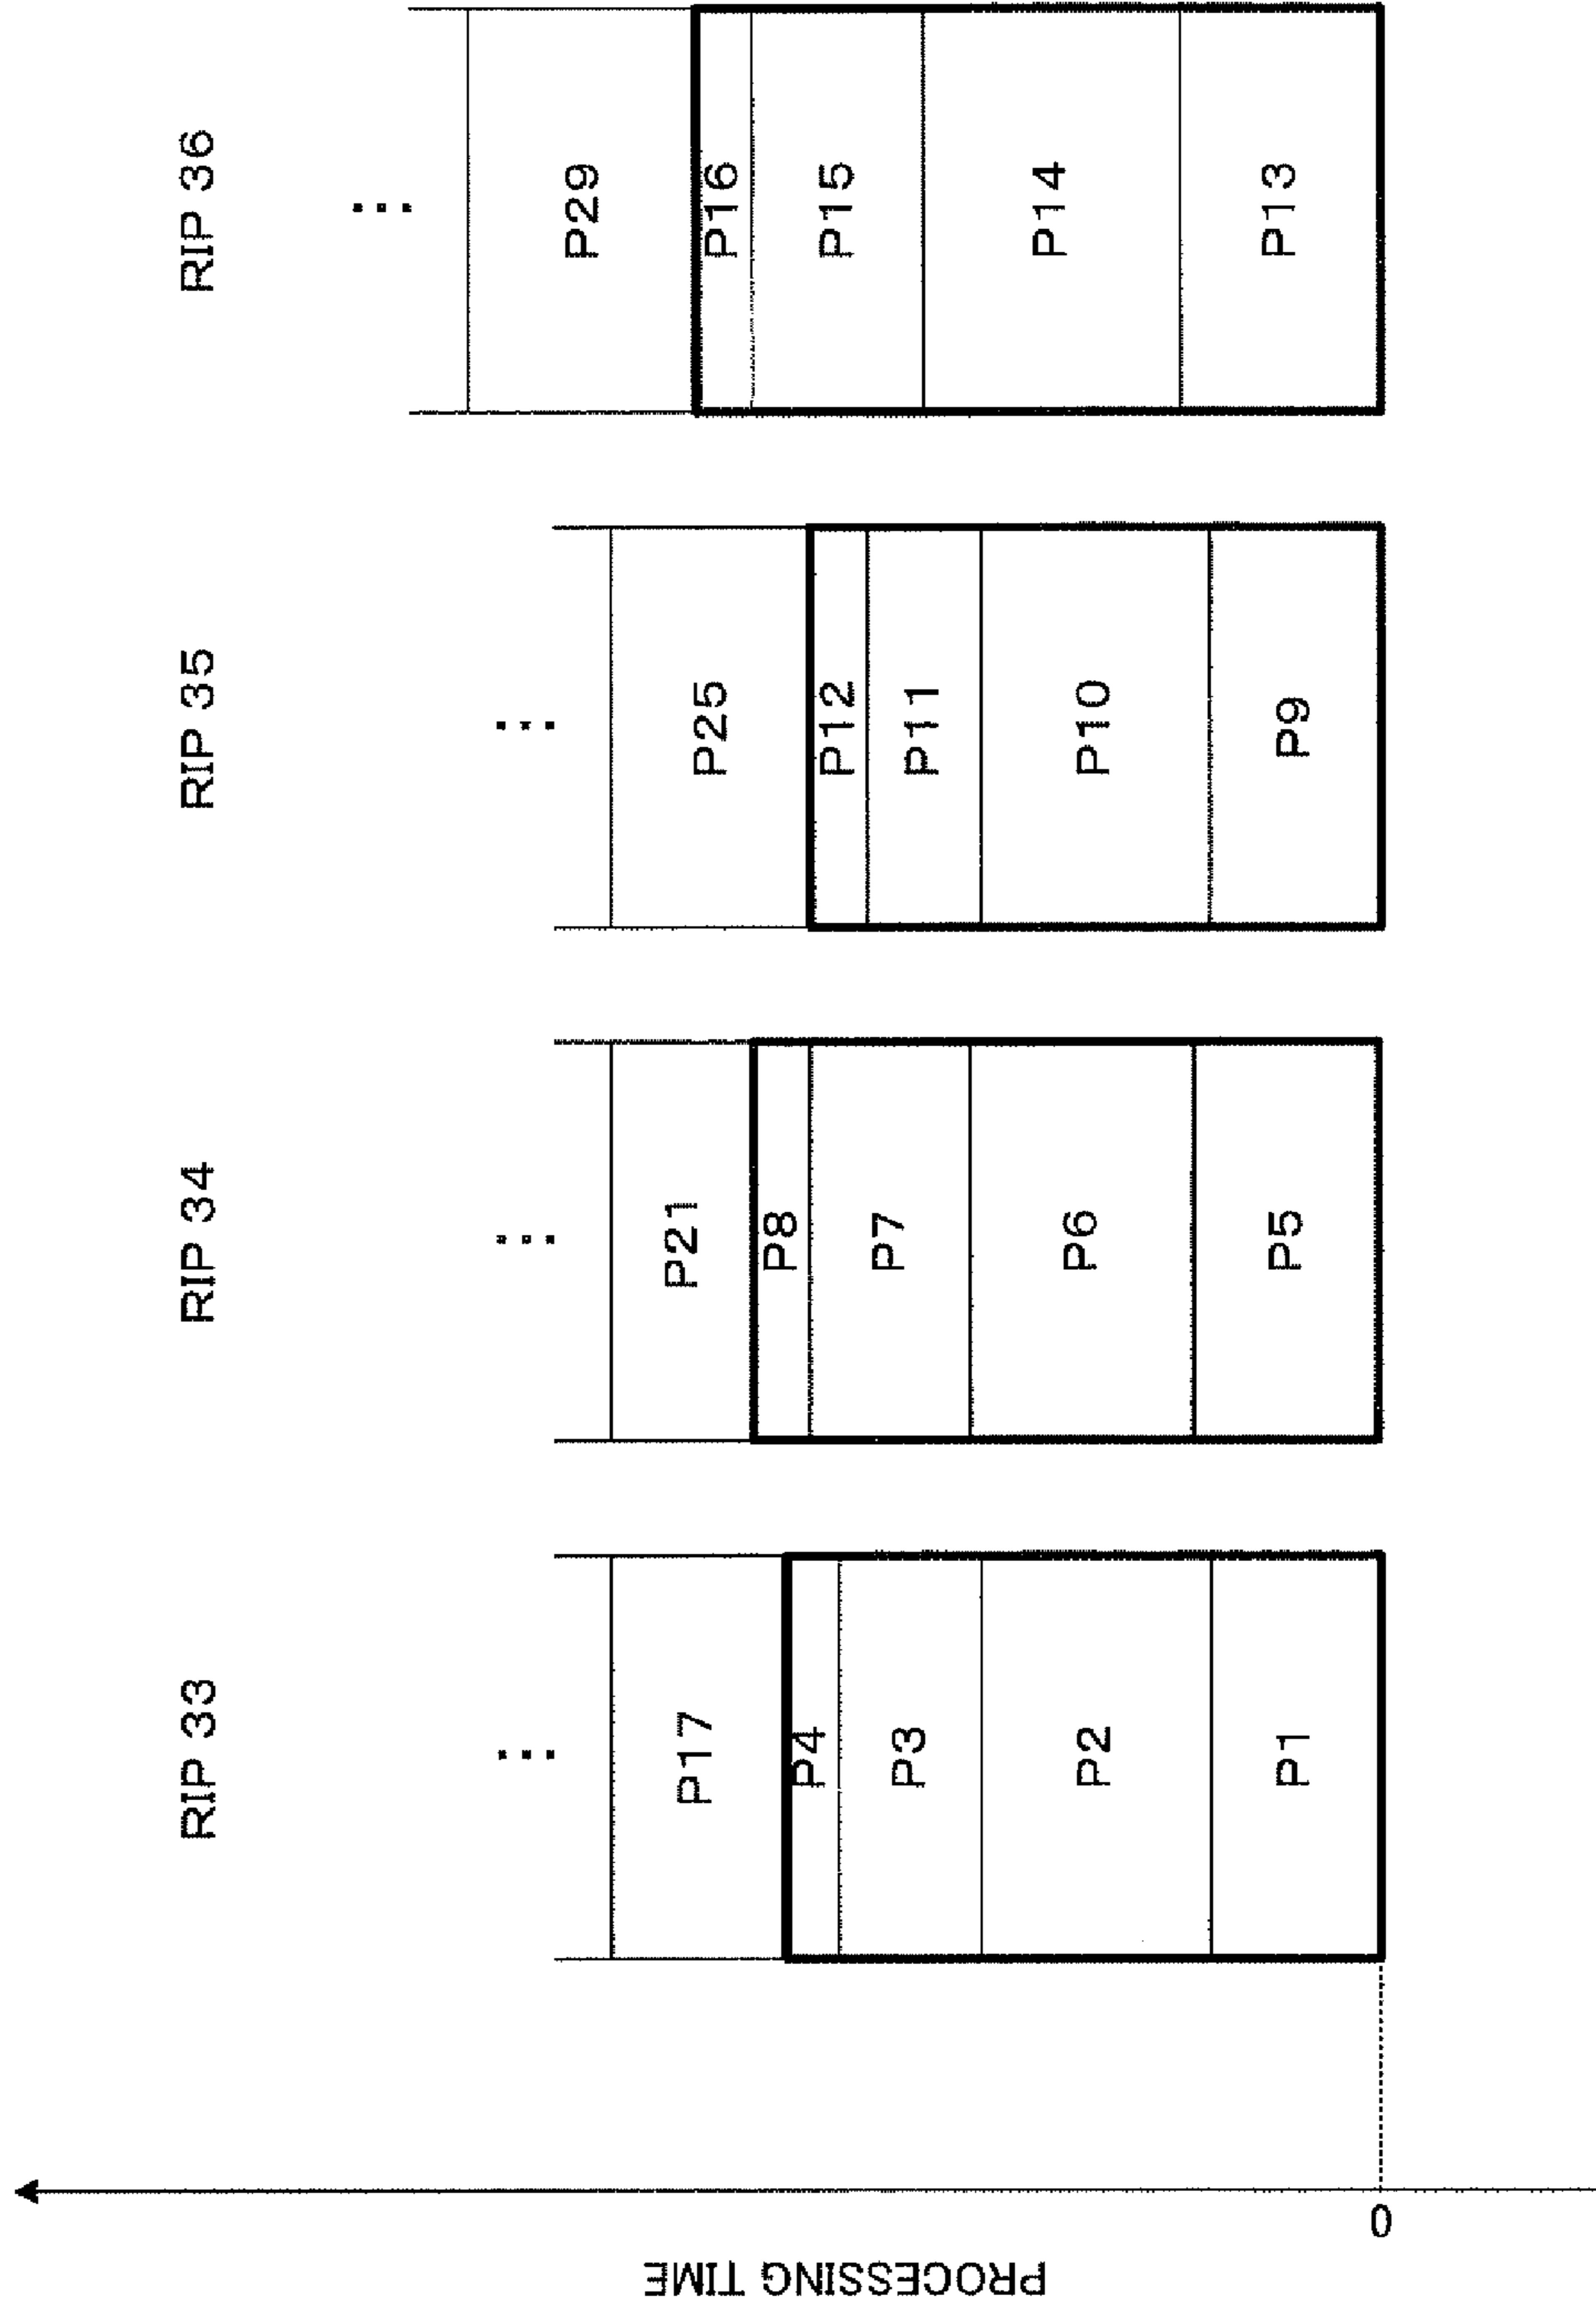 RIP 33
RIP 34
RIP 35
RIP 36
...
...
...
...
P17
P4
P3
P2
P1
P21
P8
P7
P6
P5
P25
P12
P11
P10
P9
P29
P16
P15
P14
P13
PROCESSING TIME
0